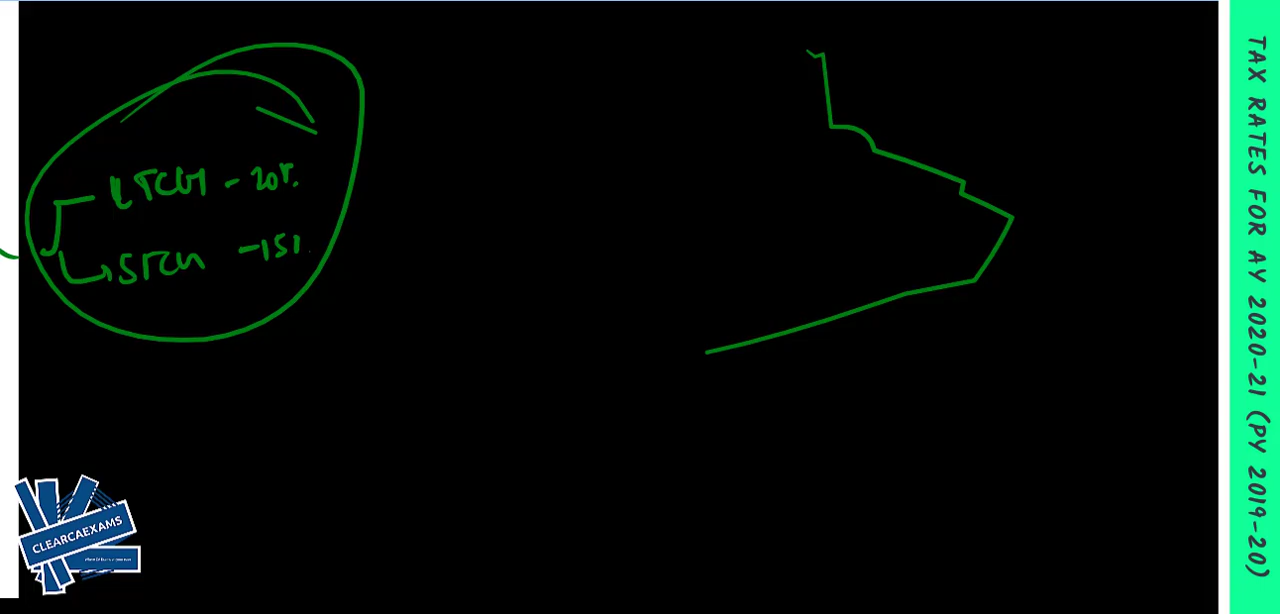 LTCG - 20%
STCG - 15%
TAX RATES FOR AY 2020-21 (PY 2019-20)
CLEARCAEXAMS